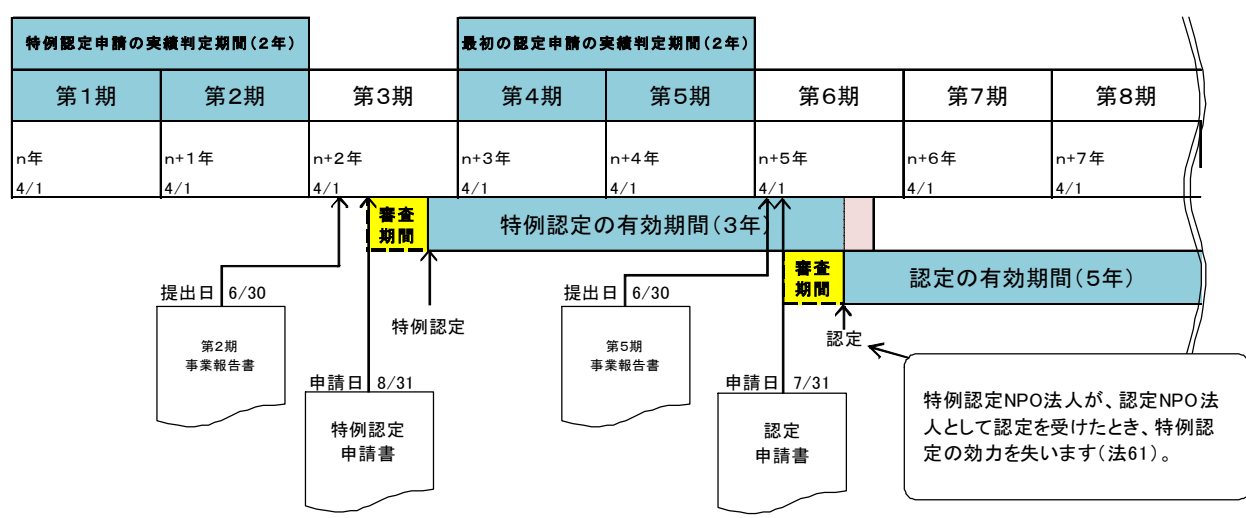 特例認定申請の実績判定期間(2年)
最初の認定申請の実績判定期間(2年)
第1期
第2期
第3期
第4期
第5期
第6期
第7期
第8期
n年
4/1
n+1年
4/1
n+2年
4/1
n+3年
4/1
n+4年
4/1
n+5年
4/1
n+6年
4/1
n+7年
4/1
審査
期間
特例認定の有効期間(3年)
審査
期間
認定の有効期間(5年)
提出日 6/30
第2期
事業報告書
特例認定
申請日 8/31
特例認定
申請書
提出日 6/30
第5期
事業報告書
申請日 7/31
認定
申請書
認定
特例認定NPO法人が、認定NPO法
人として認定を受けたとき、特例認
定の効力を失います(法61)。